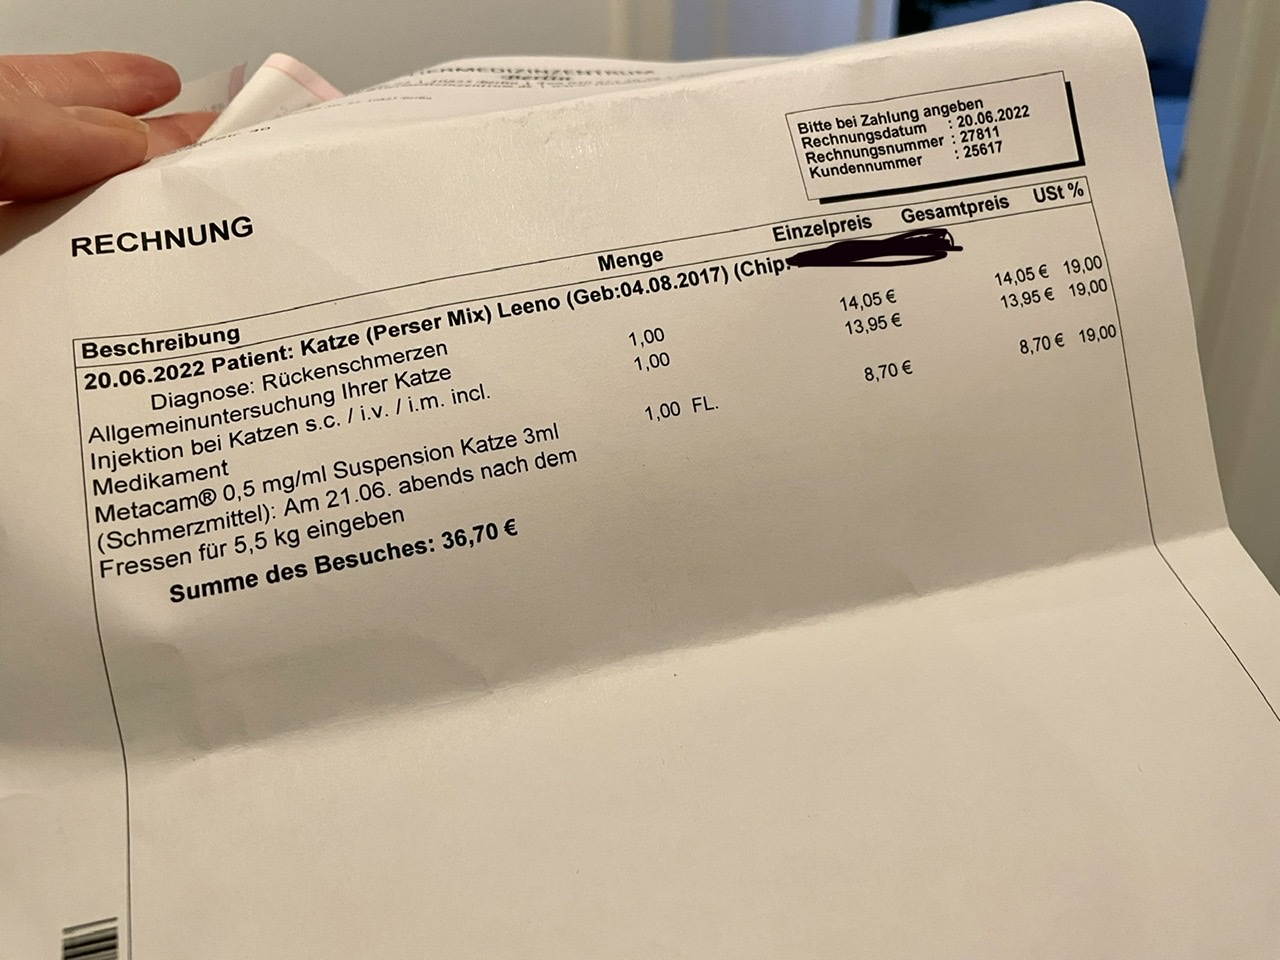 Berlin
Bitte bei Zahlung angeben
Rechnungsdatum : 20.06.2022
Rechnungsnummer : 27811
Kundennummer : 25617
RECHNUNG
Beschreibung Menge Einzelpreis Gesamtpreis USt %
20.06.2022 Patient: Katze (Perser Mix) Leeno (Geb:04.08.2017) (Chip:
Diagnose: Rückenschmerzen
Allgemeinuntersuchung Ihrer Katze 1,00 14,05 € 14,05 € 19,00
Injektion bei Katzen s.c. / i.v. / i.m. incl. 1,00 13,95 € 13,95 € 19,00
Medikament
Metacam® 0,5 mg/ml Suspension Katze 3ml 1,00 FL. 8,70 € 8,70 € 19,00
(Schmerzmittel): Am 21.06. abends nach dem
Fressen für 5,5 kg eingeben
Summe des Besuches: 36,70 €